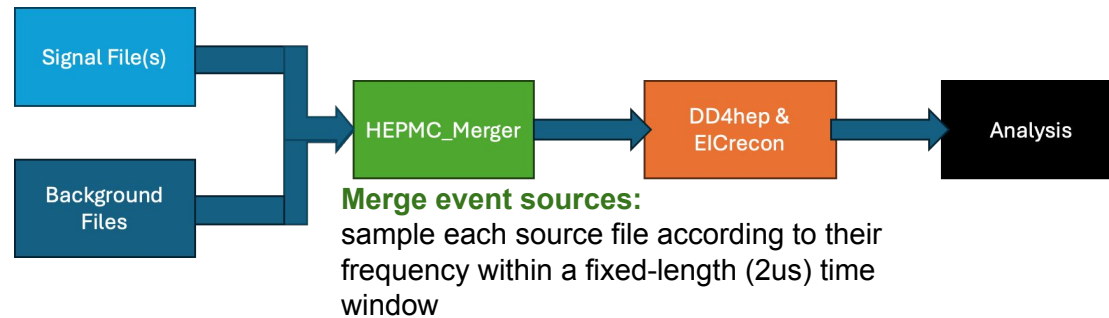 Signal File(s)
Background
Files
HEPMC_Merger
DD4hep &
EICrecon
Analysis
Merge event sources:
sample each source file according to their
frequency within a fixed-length (2us) time
window